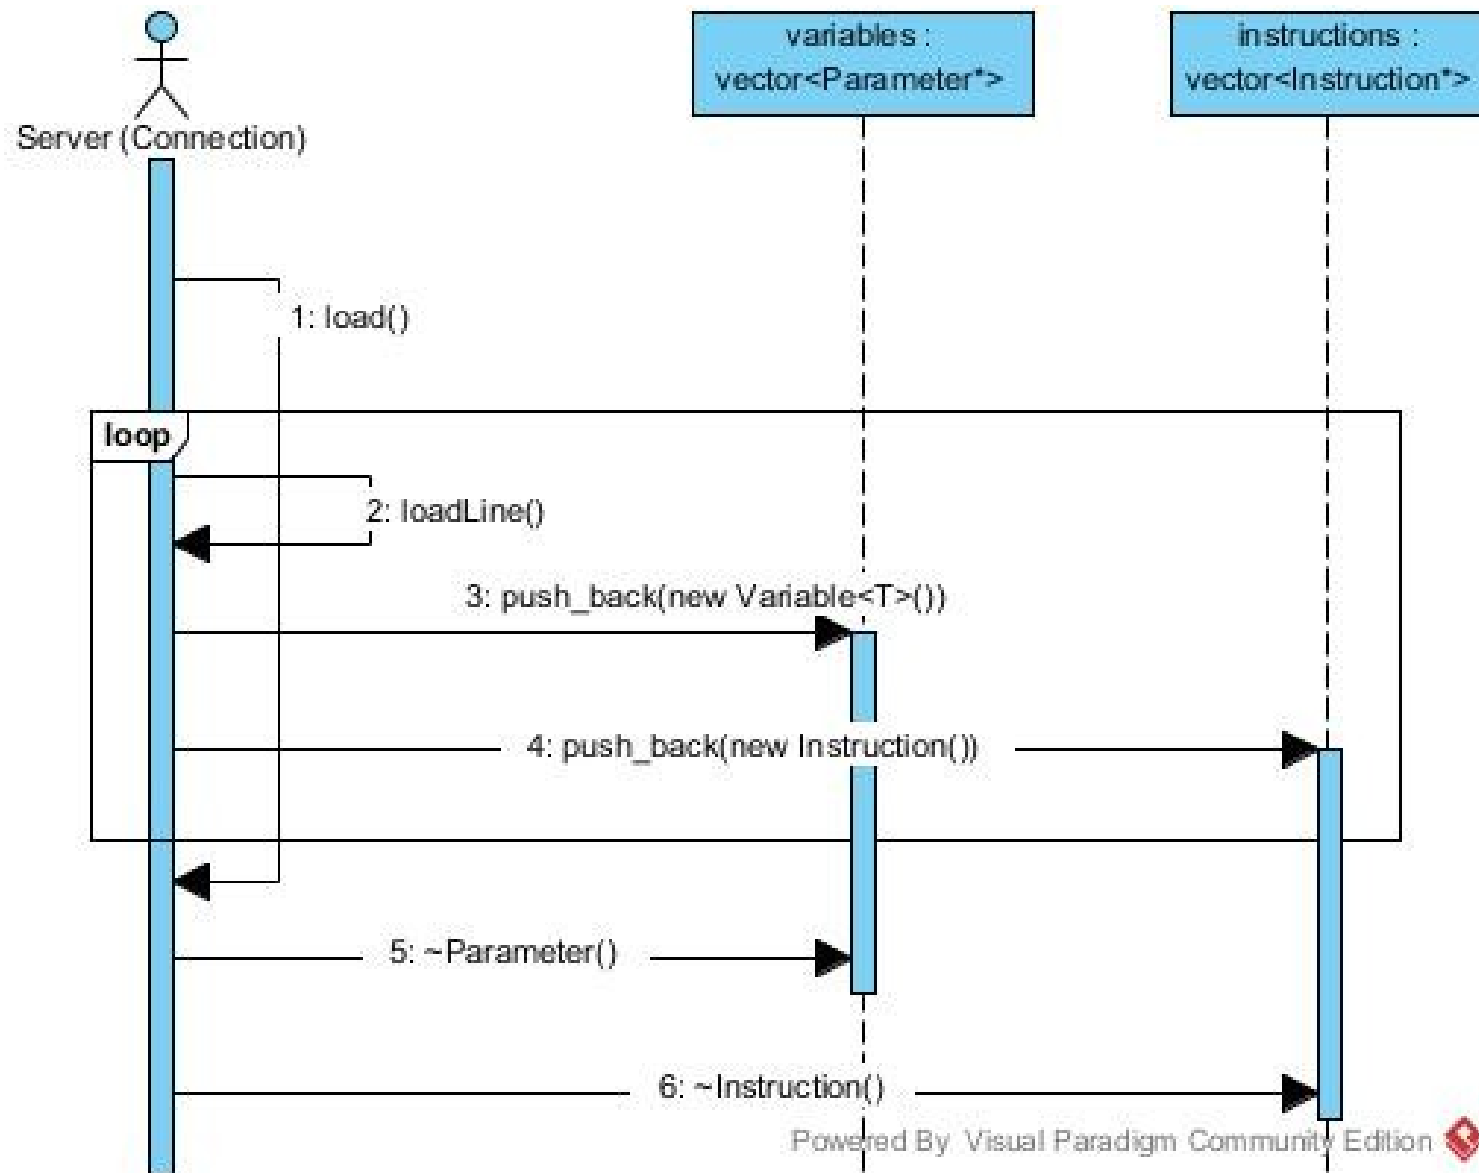 variables :
vector<Parameter*>
instructions :
vector<Instruction*>
Server (Connection)
1: load()
loop
2: loadLine()
3: push_back(new Variable<T>())
4: push_back(new Instruction())
5: ~Parameter()
6: ~Instruction()
Powered By Visual Paradigm Community Edition